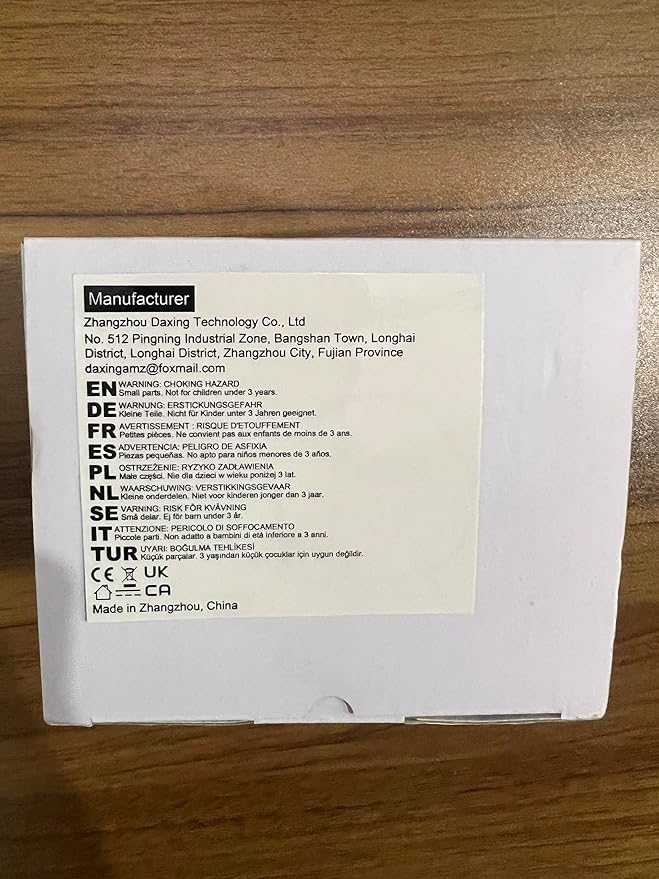 Manufacturer
Zhangzhou Daxing Technology Co., Ltd
No. 512 Pingning Industrial Zone, Bangshan Town, Longhai
District, Longhai District, Zhangzhou City, Fujian Province
daxingamz@foxmail.com
EN WARNING: CHOKING HAZARD
Small parts. Not for children under 3 years.
DE WARNUNG: ERSTICKUNGSGEFAHR
Kleine Teile. Nicht für Kinder unter 3 Jahren geeignet.
FR AVERTISSEMENT : RISQUE D'ETOUFFEMENT
Petites pièces. Ne convient pas aux enfants de moins de 3 ans.
ES ADVERTENCIA: PELIGRO DE ASFIXIA
Piezas pequeñas. No apto para niños menores de 3 años.
PL OSTRZEŻENIE: RYZYKO ZADŁAWIENIA
Małe części. Nie dla dzieci w wieku poniżej 3 lat.
NL WAARSCHUWING: VERSTIKKINGSGEVAAR
Kleine onderdelen. Niet voor kinderen jonger dan 3 jaar.
SE VARNING: RISK FÖR KVÄVNING
Små delar. Ej för barn under 3 år.
IT ATTENZIONE: PERICOLO DI SOFFOCAMENTO
Piccole parti. Non adatto a bambini di età inferiore a 3 anni.
TUR UYARI: BOĞULMA TEHLİKESİ
Küçük parçalar. 3 yaşından küçük çocuklar için uygun değildir.
CE UK
CA
Made in Zhangzhou, China